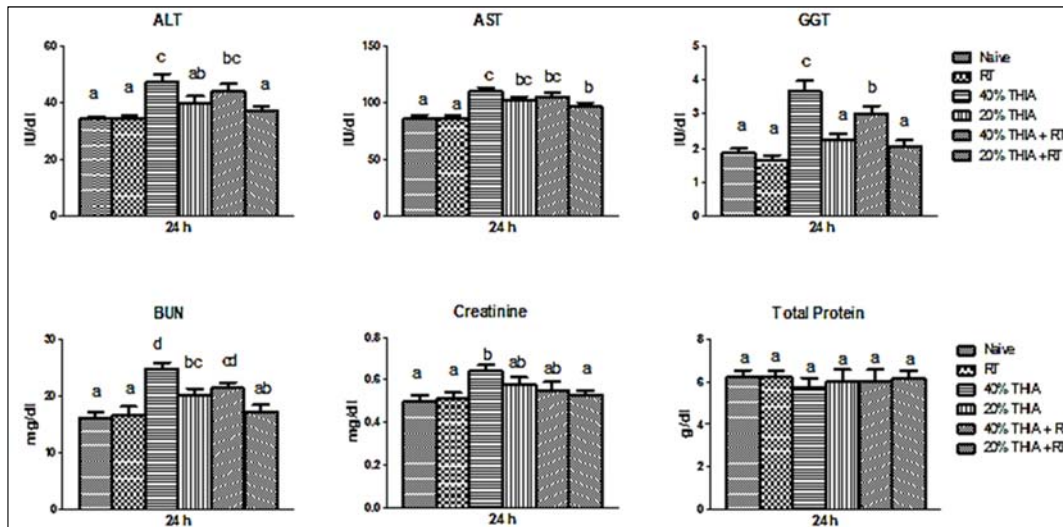 ALT
IU/dl
60
40
20
0
a a c ab bc a
24 h
AST
IU/dl
150
100
50
0
a a c bc bc b
24 h
GGT
IU/dl
5
4
3
2
1
0
a a c a b a
24 h
Naive
RT
40% THIA
20% THIA
40% THIA + RT
20% THIA +RT
BUN
mg/dl
30
20
10
0
a a d bc cd ab
24 h
Creatinine
mg/dl
0.8
0.6
0.4
0.2
0.0
a a b ab ab a
24 h
Total Protein
g/dl
8
6
4
2
0
a a a a a a
24 h
Naive
RT
40% THIA
20% THIA
40% THIA + R
20% THIA +RT